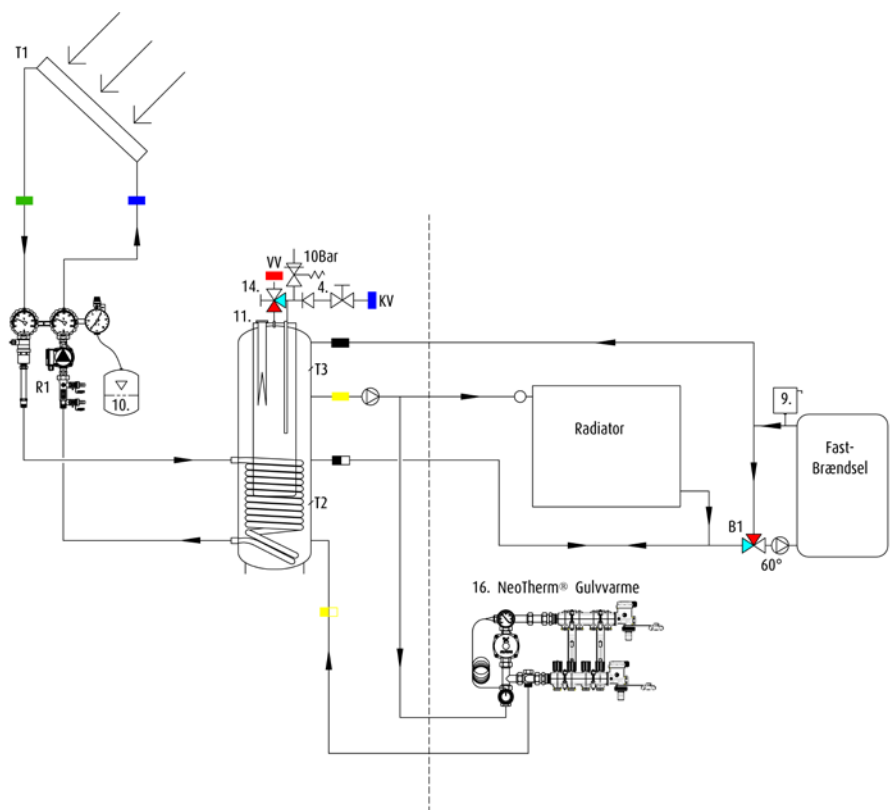 T1
10Bar
VV
14.
4.
KV
11.
T3
R1
10.
9.
Radiator
Fast-
Brændsel
T2
B1
60°
16. NeoTherm® Gulvvarme